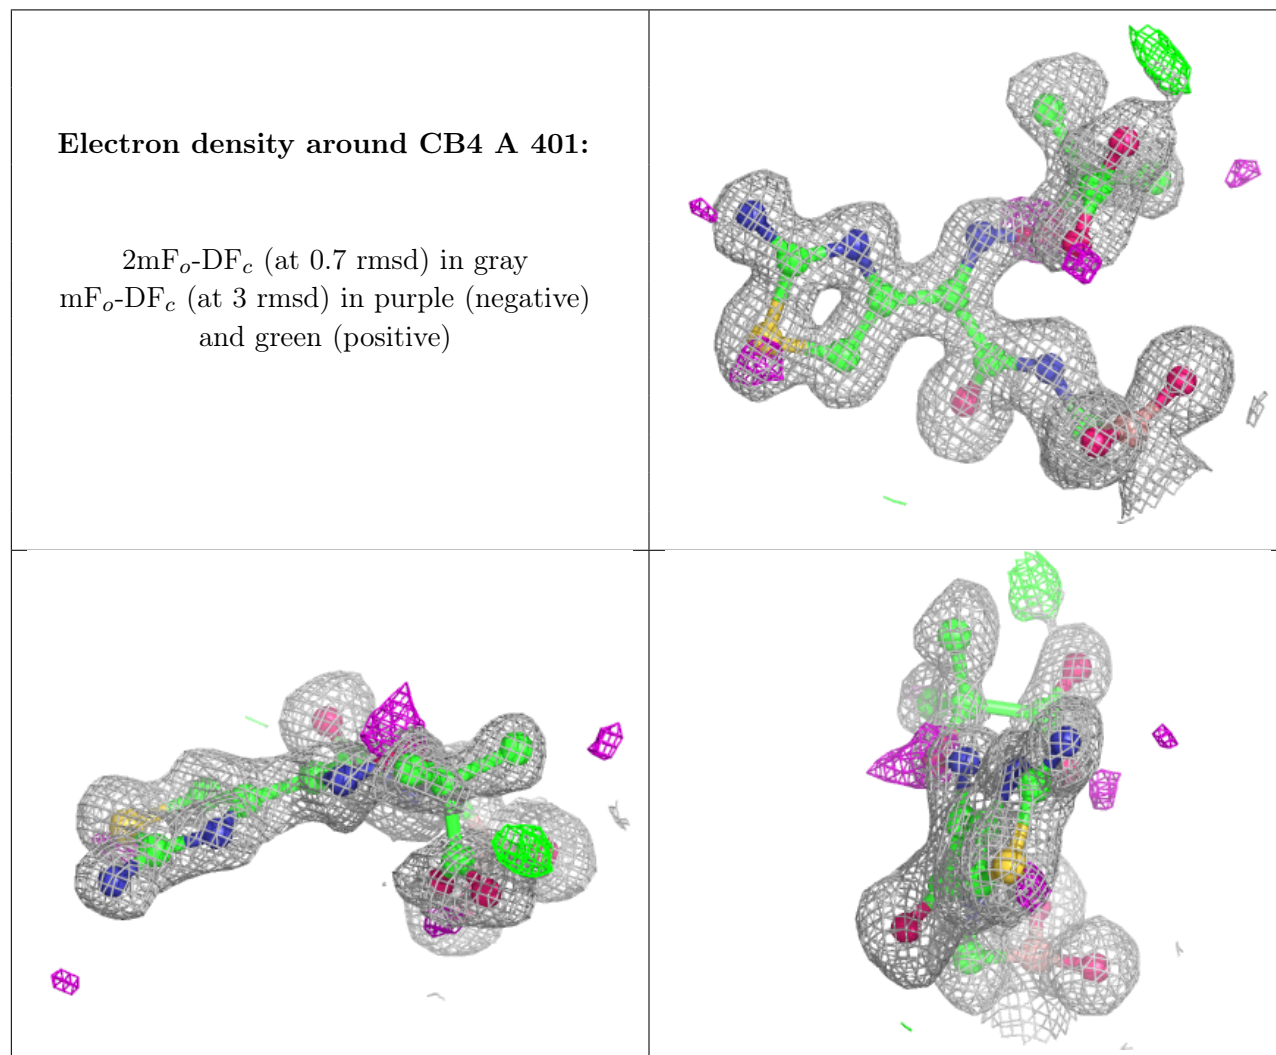 Electron density around CB4 A 401:
2mFo-DFc (at 0.7 rmsd) in gray
mFo-DFc (at 3 rmsd) in purple (negative)
and green (positive)